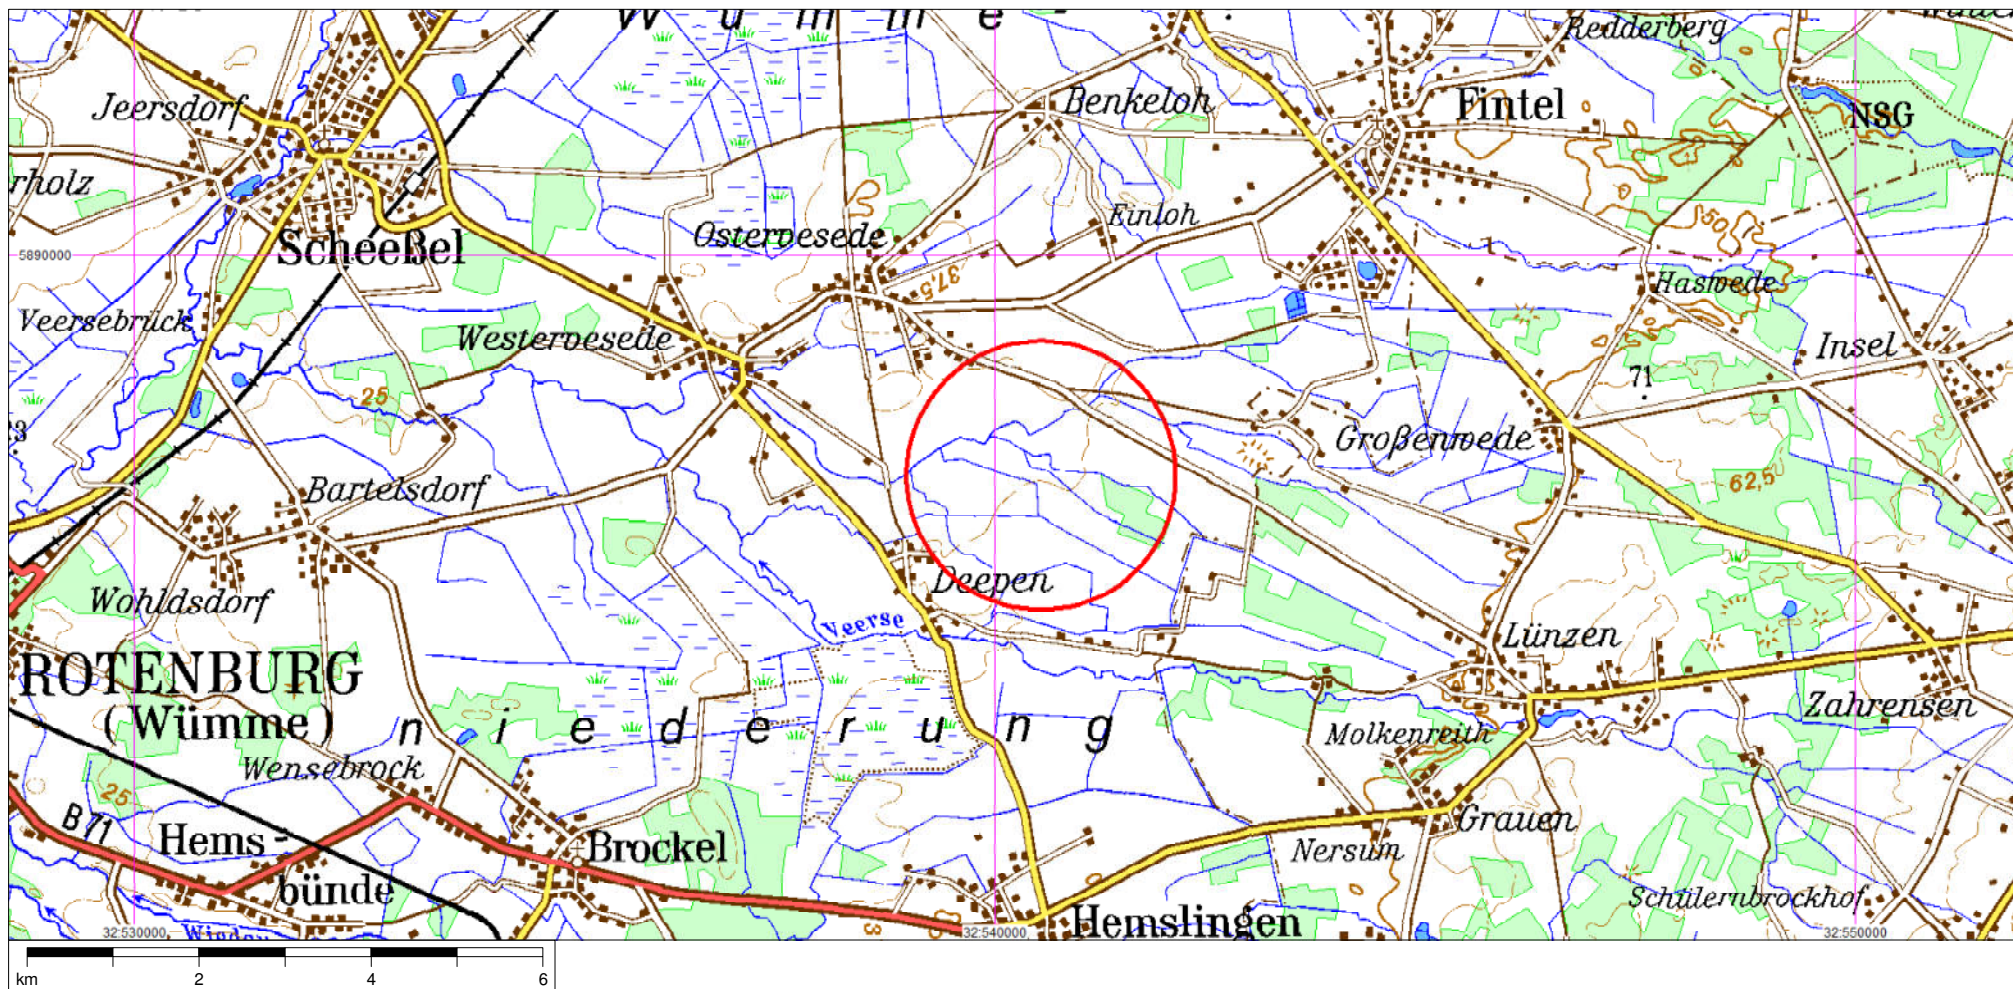 W ü m m e -
Redderberg
Jeersdorf
Benkeloh
Fintel
NSG
rholz
Ostervesede
Einloh
50
Scheeßel
5890000
37,5
Haswede
Veersebrück
Westervesede
Insel
71
25
Großenwede
Bartelsdorf
62,5
Deepen
Wohldsdorf
Veerse
Lünzen
ROTENBURG
(Wümme)
n i e d e r u n g
Zahrensen
Molkenreith
Wensebrock
25
B 71
Hems-
bünde
Brockel
Grauen
Nersum
Schülernbrockhof
Hemslingen
32:530000
32:540000
32:550000
km 2 4 6